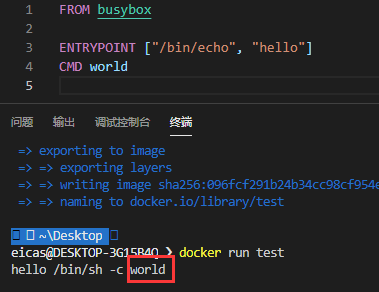 1 FROM busybox
2
3 ENTRYPOINT ["/bin/echo", "hello"]
4 CMD world
5
问题 输出 调试控制台 终端
=> exporting to image
=> => exporting layers
=> => writing image sha256:096fcf291b24b34cc98cf954e
=> => naming to docker.io/library/test
~\Desktop
eicas@DESKTOP-3G15B4Q ❯ docker run test
hello /bin/sh -c world